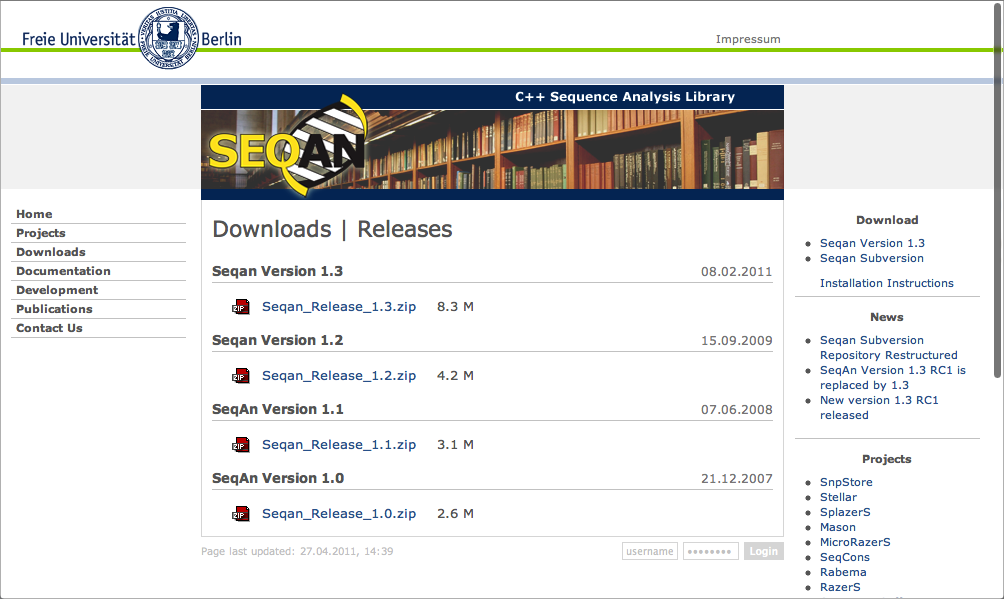 Freie Universität Berlin
Impressum
C++ Sequence Analysis Library
SEQAN
Home
Projects
Downloads
Documentation
Development
Publications
Contact Us
Downloads | Releases
Seqan Version 1.3 08.02.2011
ZIP Seqan_Release_1.3.zip 8.3 M
Seqan Version 1.2 15.09.2009
ZIP Seqan_Release_1.2.zip 4.2 M
SeqAn Version 1.1 07.06.2008
ZIP Seqan_Release_1.1.zip 3.1 M
SeqAn Version 1.0 21.12.2007
ZIP Seqan_Release_1.0.zip 2.6 M
Page last updated: 27.04.2011, 14:39
username •••••••• Login
Download
Seqan Version 1.3
Seqan Subversion
Installation Instructions
News
Seqan Subversion
Repository Restructured
SeqAn Version 1.3 RC1 is
replaced by 1.3
New version 1.3 RC1
released
Projects
SnpStore
Stellar
SplazerS
Mason
MicroRazerS
SeqCons
Rabema
RazerS